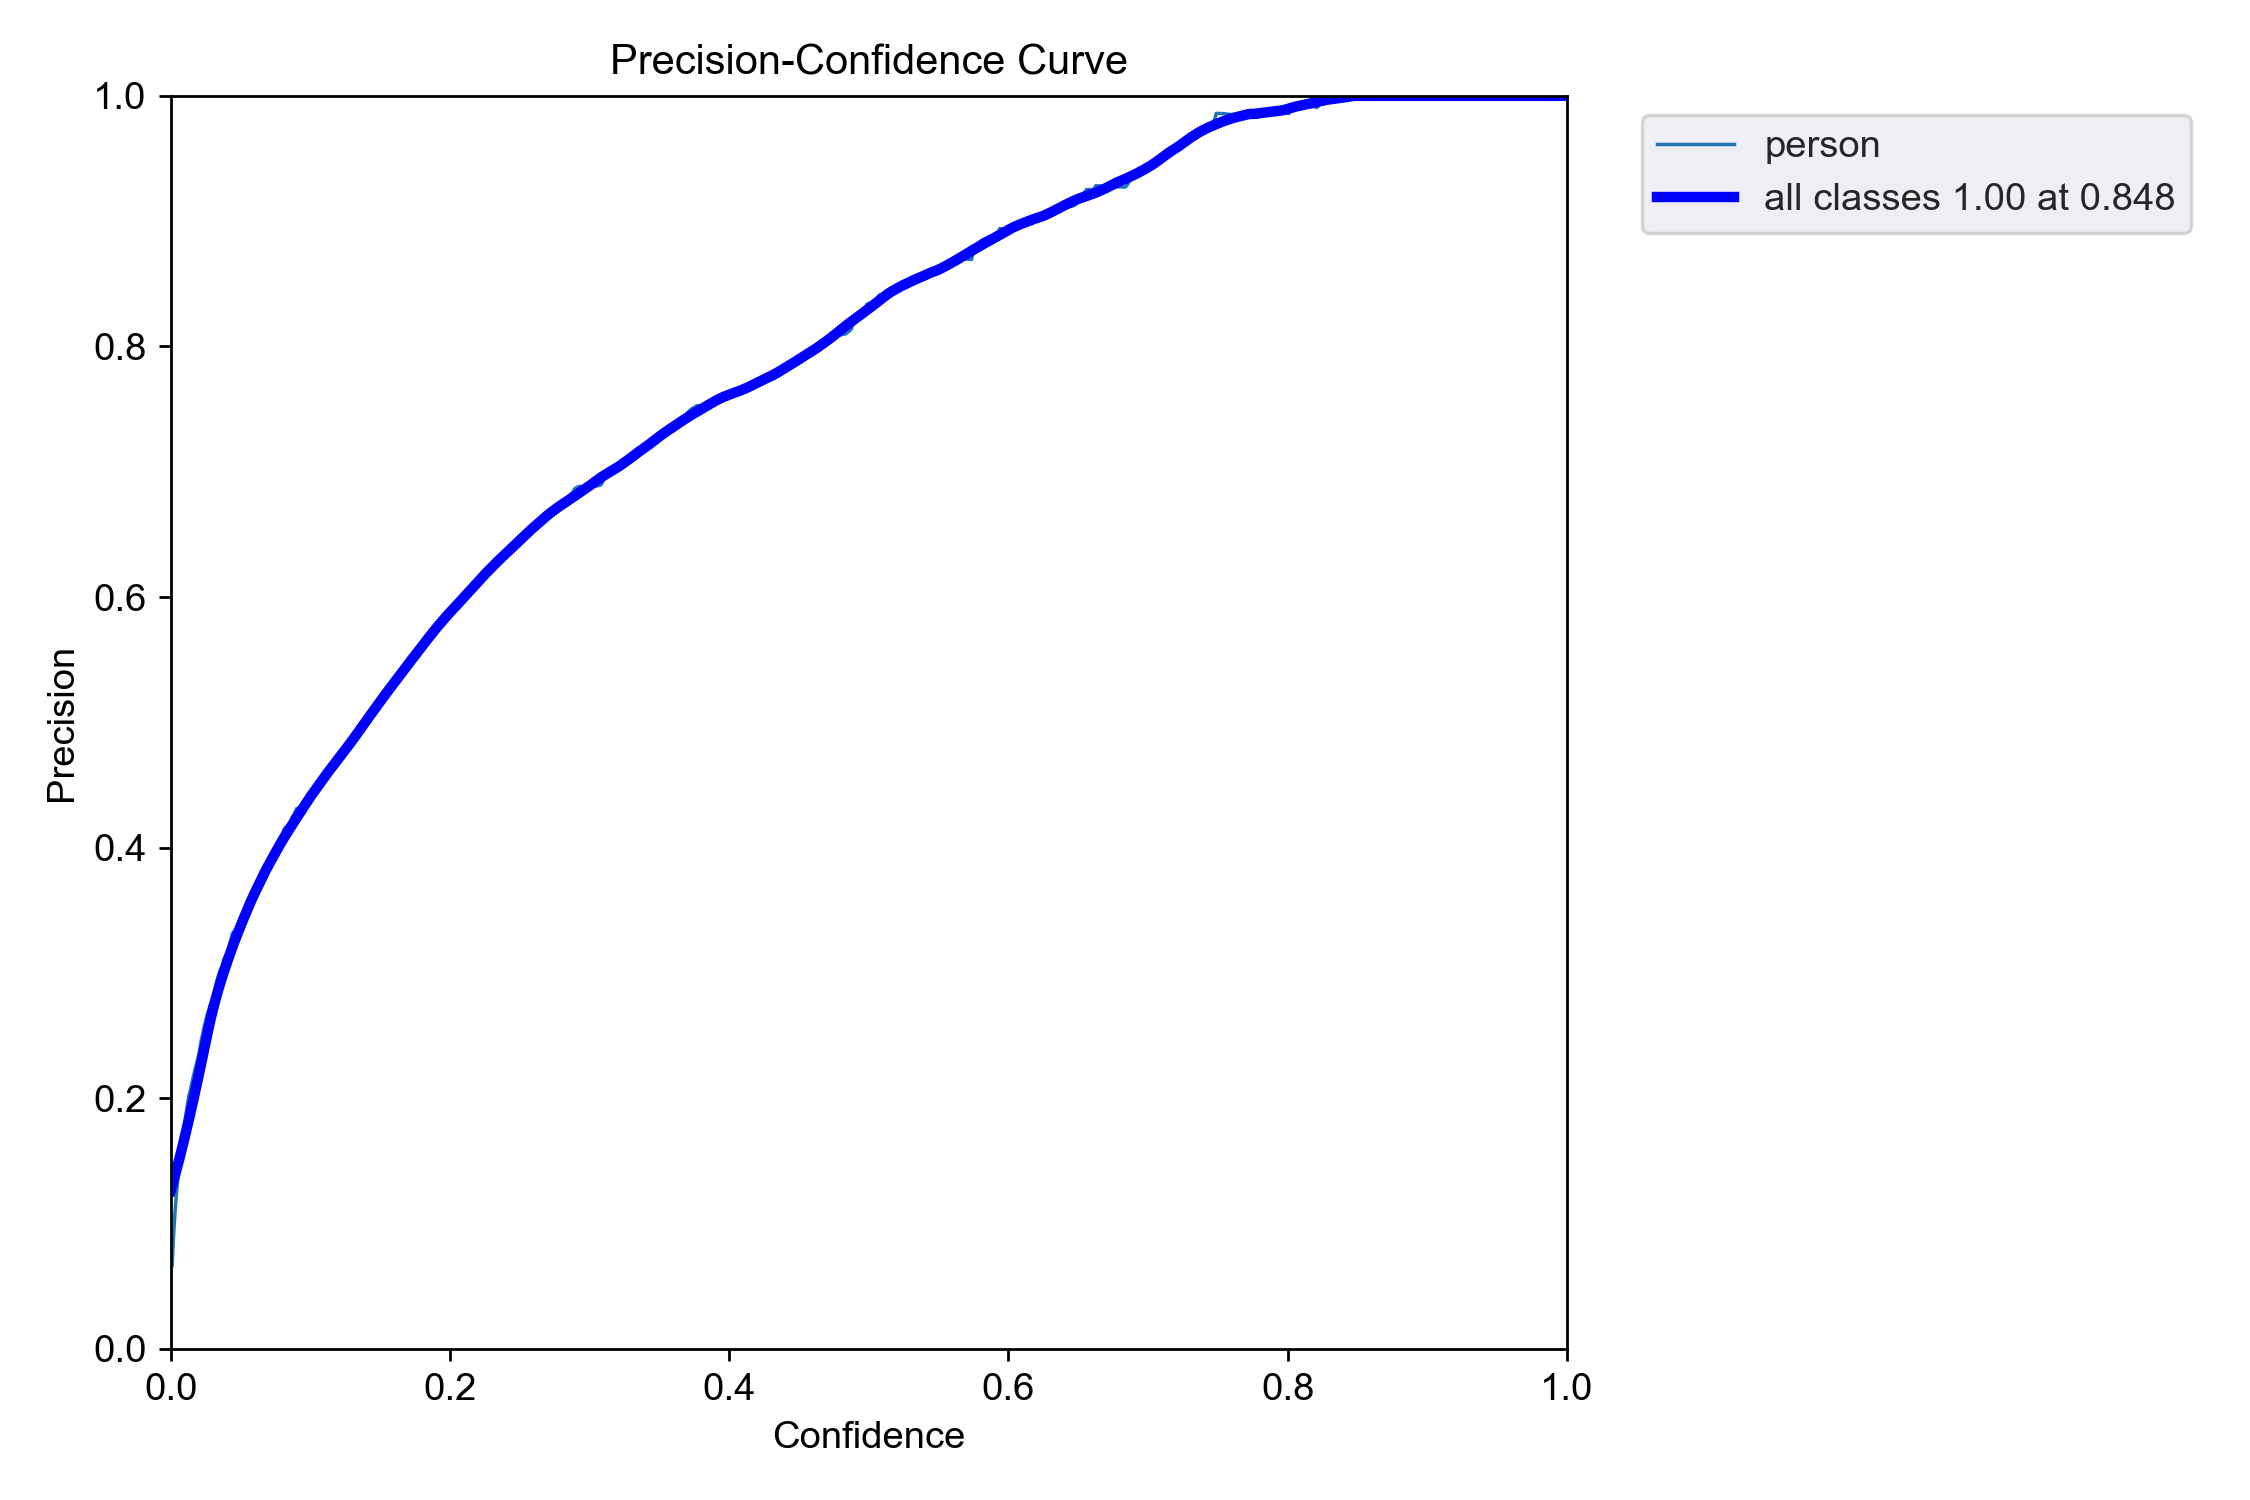 Precision-Confidence Curve
1.0
0.8
0.6
0.4
0.2
0.0
Precision
0.0 0.2 0.4 0.6 0.8 1.0
Confidence
person
all classes 1.00 at 0.848